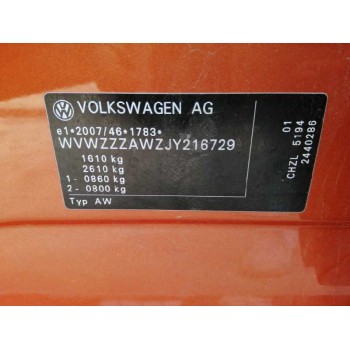 VOLKSWAGEN AG
e1*2007/46*1783*
WVWZZZAWZJY216729
1610 kg
2610 kg
1- 0860 kg
2- 0800 kg
Typ AW
01
CHZL 5194
2440286